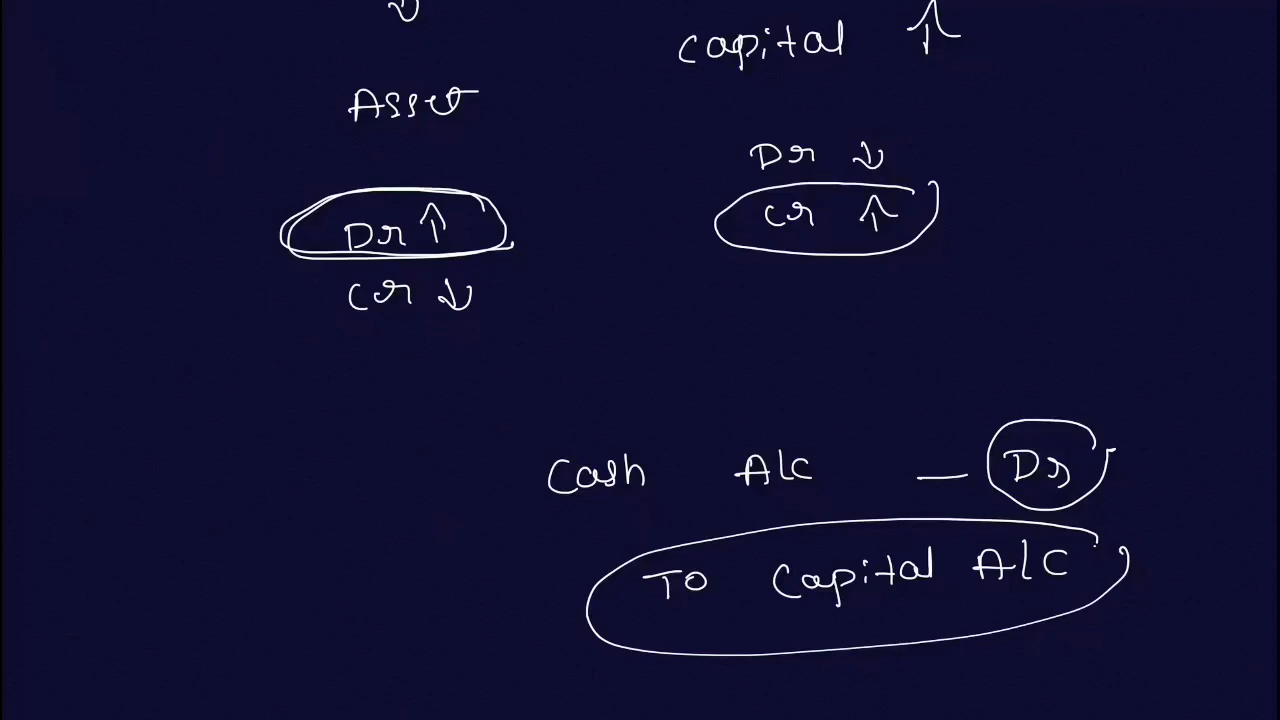 Capital ↑
Asset
Dr ↓
Dr ↑
Cr ↑
Cr ↓
Cash A/c — Dr
To Capital A/c